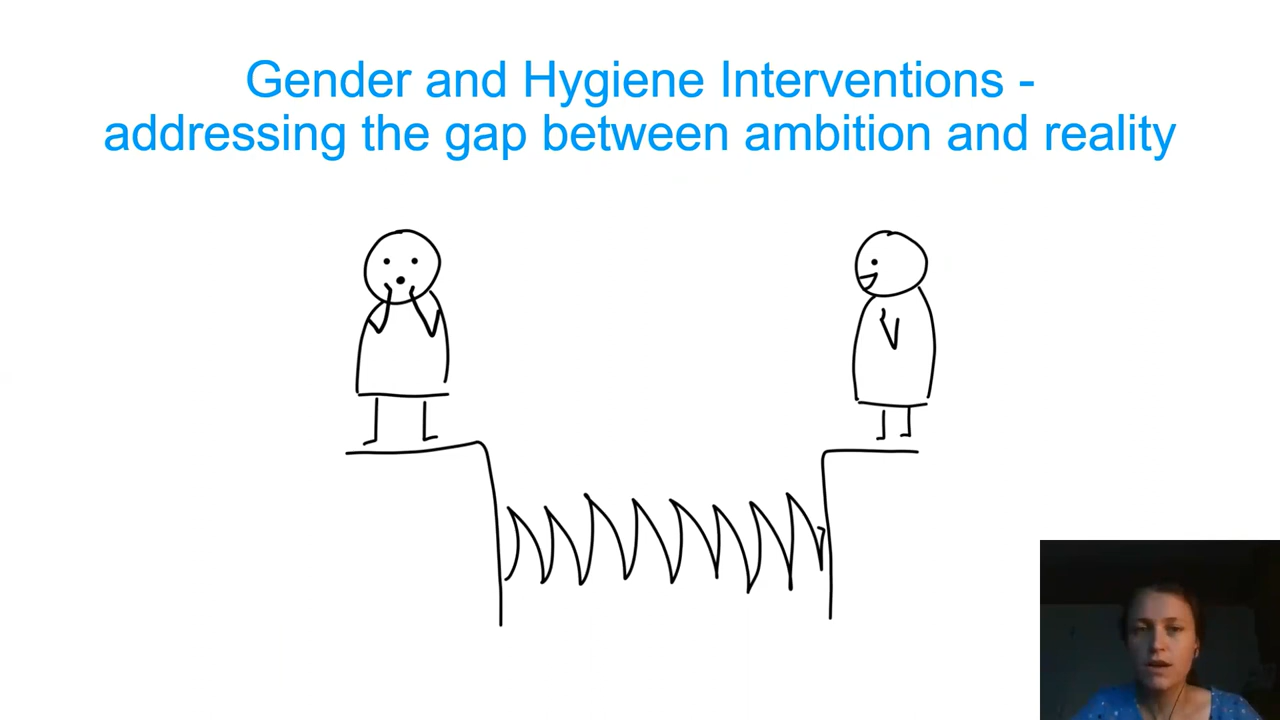 Gender and Hygiene Interventions -
addressing the gap between ambition and reality